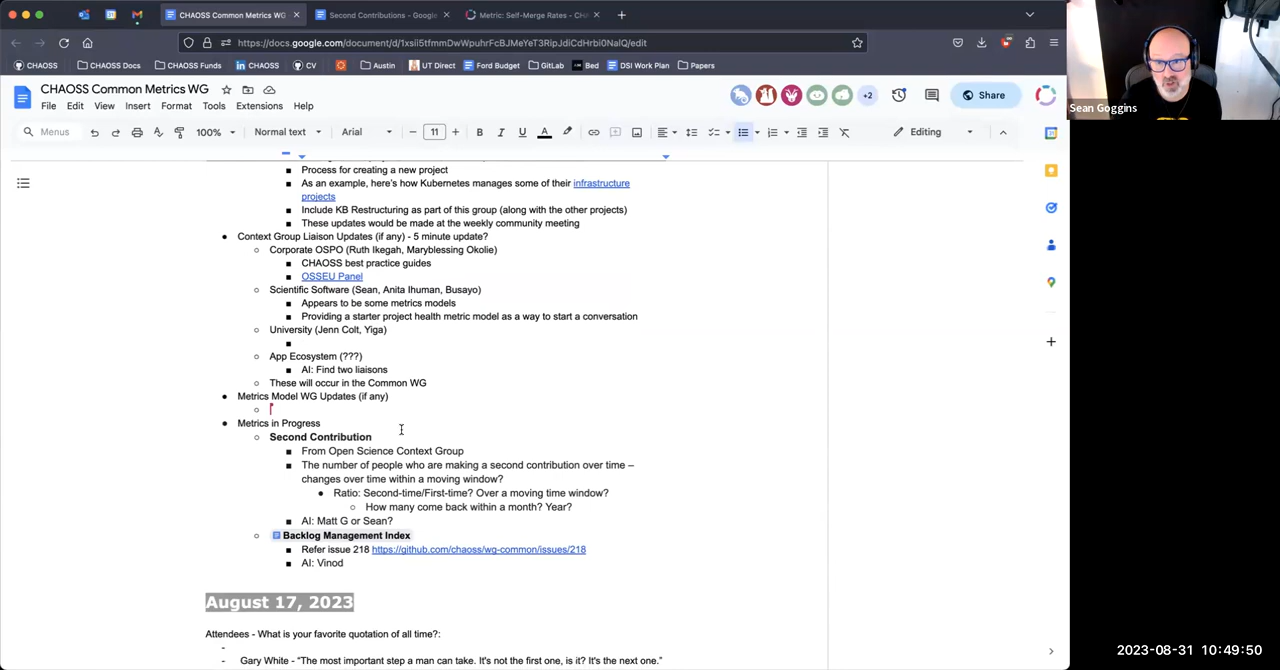 CHAOSS Common Metrics WG
Second Contributions - Google
Metric: Self-Merge Rates - CH
https://docs.google.com/document/d/1xsii5tfmmDwWpuhrFcBJMeYeT3RipJdiCdHrbi0NalQ/edit
CHAOSS
CHAOSS Docs
CHAOSS Funds
CHAOSS
CV
Austin
UT Direct
Ford Budget
GitLab
Bed
DSI Work Plan
Papers
CHAOSS Common Metrics WG
File Edit View Insert Format Tools Extensions Help
+2
Share
Menus
100%
Normal text
Arial
11
Editing
Process for creating a new project
As an example, here's how Kubernetes manages some of their infrastructure
projects
Include KB Restructuring as part of this group (along with the other projects)
These updates would be made at the weekly community meeting
Context Group Liaison Updates (if any) - 5 minute update?
Corporate OSPO (Ruth Ikegah, Maryblessing Okolie)
CHAOSS best practice guides
OSSEU Panel
Scientific Software (Sean, Anita Ihuman, Busayo)
Appears to be some metrics models
Providing a starter project health metric model as a way to start a conversation
University (Jenn Colt, Yiga)
App Ecosystem (???)
AI: Find two liaisons
These will occur in the Common WG
Metrics Model WG Updates (if any)
Metrics in Progress
Second Contribution
From Open Science Context Group
The number of people who are making a second contribution over time –
changes over time within a moving window?
Ratio: Second-time/First-time? Over a moving time window?
How many come back within a month? Year?
AI: Matt G or Sean?
Backlog Management Index
Refer issue 218 https://github.com/chaoss/wg-common/issues/218
AI: Vinod
August 17, 2023
Attendees - What is your favorite quotation of all time?:
-
- Gary White - “The most important step a man can take. It's not the first one, is it? It's the next one.”
Sean Goggins
2023-08-31 10:49:50